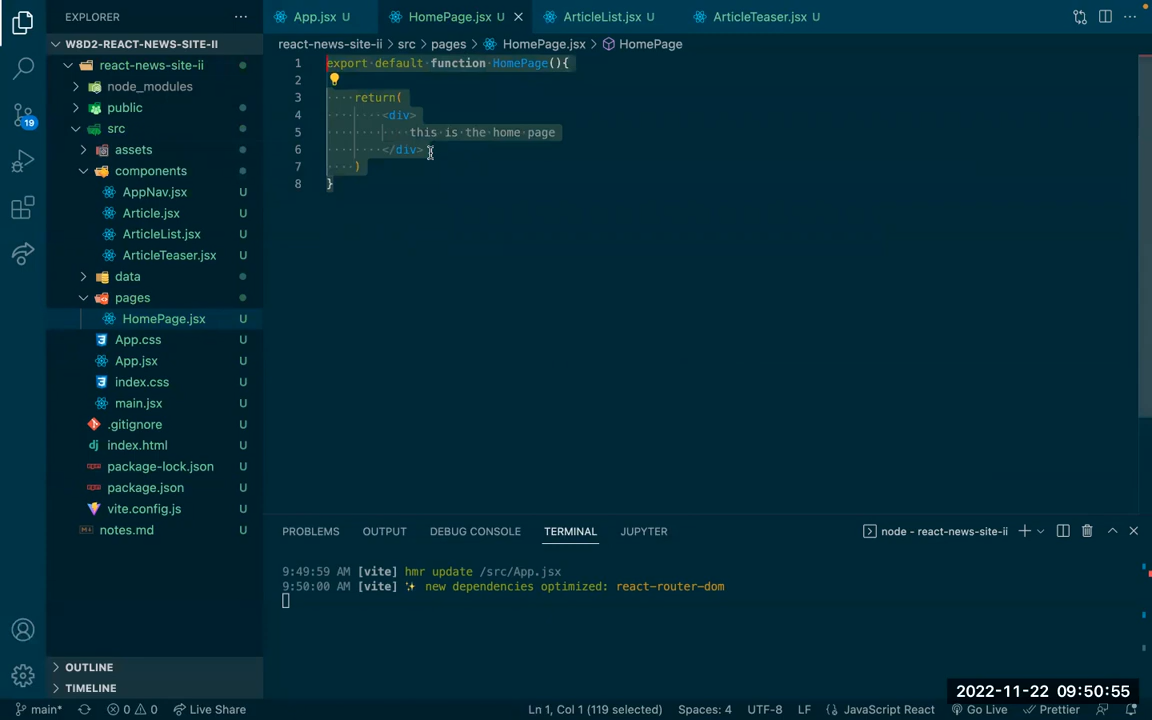 EXPLORER
App.jsx U
HomePage.jsx U
ArticleList.jsx U
ArticleTeaser.jsx U
W8D2-REACT-NEWS-SITE-II
react-news-site-ii > src > pages > HomePage.jsx > HomePage
react-news-site-ii
node_modules
public
src
assets
components
AppNav.jsx U
Article.jsx U
ArticleList.jsx U
ArticleTeaser.jsx U
data
pages
HomePage.jsx U
App.css U
App.jsx U
index.css U
main.jsx U
.gitignore U
index.html U
package-lock.json U
package.json U
vite.config.js U
notes.md U
OUTLINE
TIMELINE
19
1 export default function HomePage(){
2
3 return(
4 <div>
5 this is the home page
6 </div>
7 )
8 }
PROBLEMS OUTPUT DEBUG CONSOLE TERMINAL JUPYTER
node - react-news-site-ii
9:49:59 AM [vite] hmr update /src/App.jsx
9:50:00 AM [vite] ✨ new dependencies optimized: react-router-dom
2022-11-22 09:50:55
main* 0 0 Live Share Ln 1, Col 1 (119 selected) Spaces: 4 UTF-8 LF JavaScript React Go Live Prettier